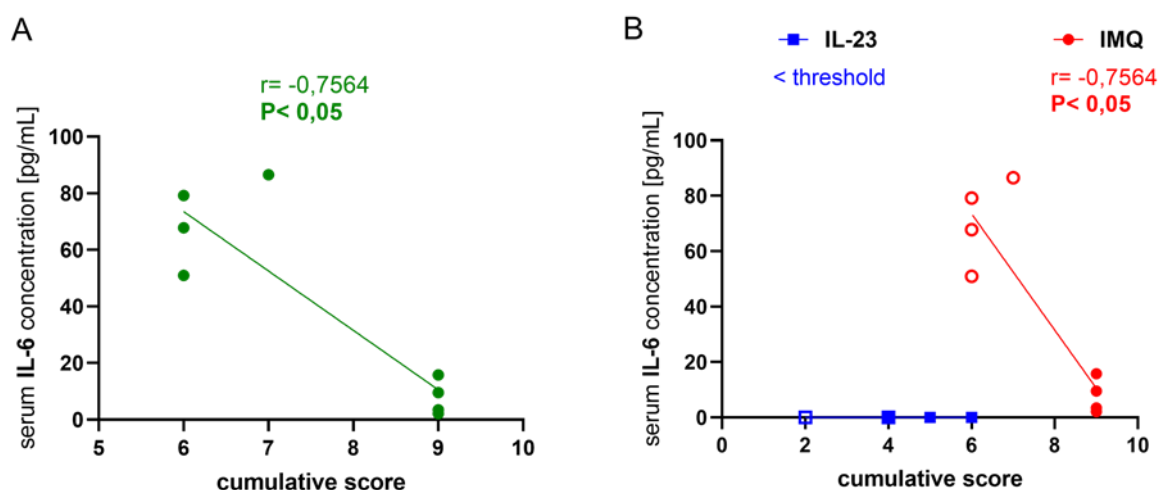 A
r= -0,7564
P< 0,05
serum IL-6 concentration [pg/mL]
100
80
60
40
20
0
5
6
7
8
9
10
cumulative score
B
IL-23
IMQ
< threshold
r= -0,7564
P< 0,05
serum IL-6 concentration [pg/mL]
100
80
60
40
20
0
0
2
4
6
8
10
cumulative score